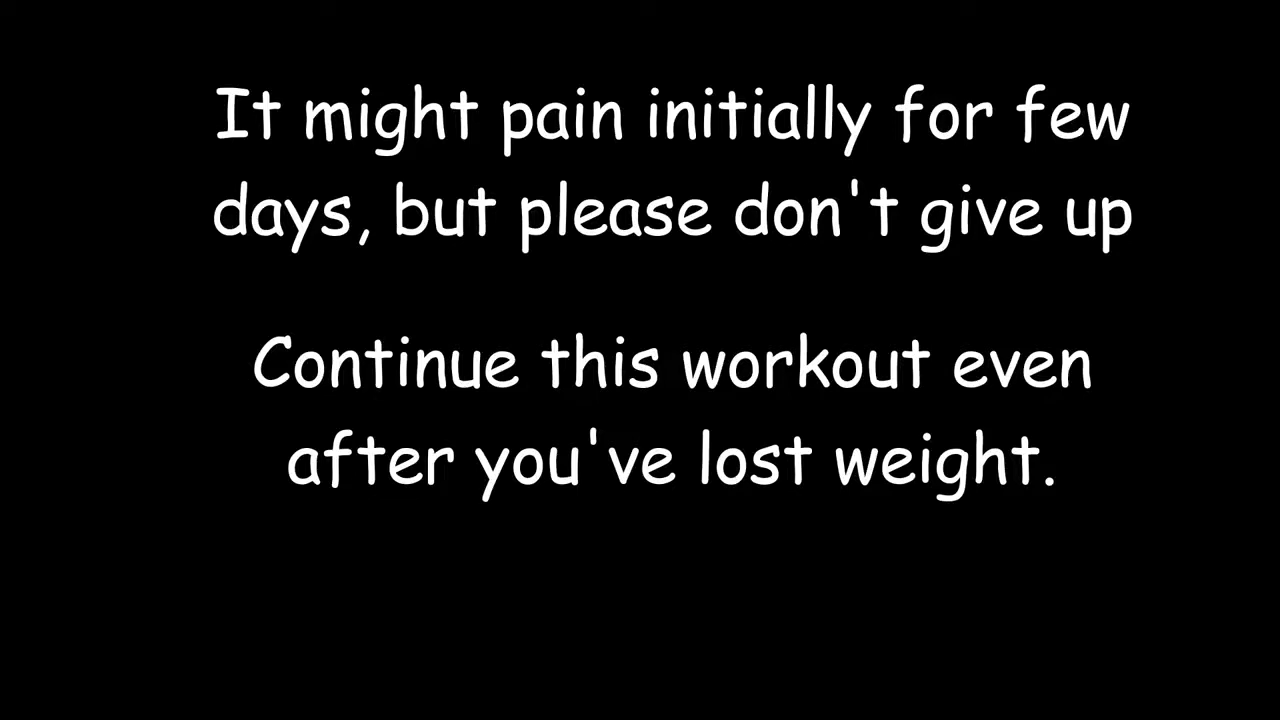 It might pain initially for few
days, but please don't give up
Continue this workout even
after you've lost weight.